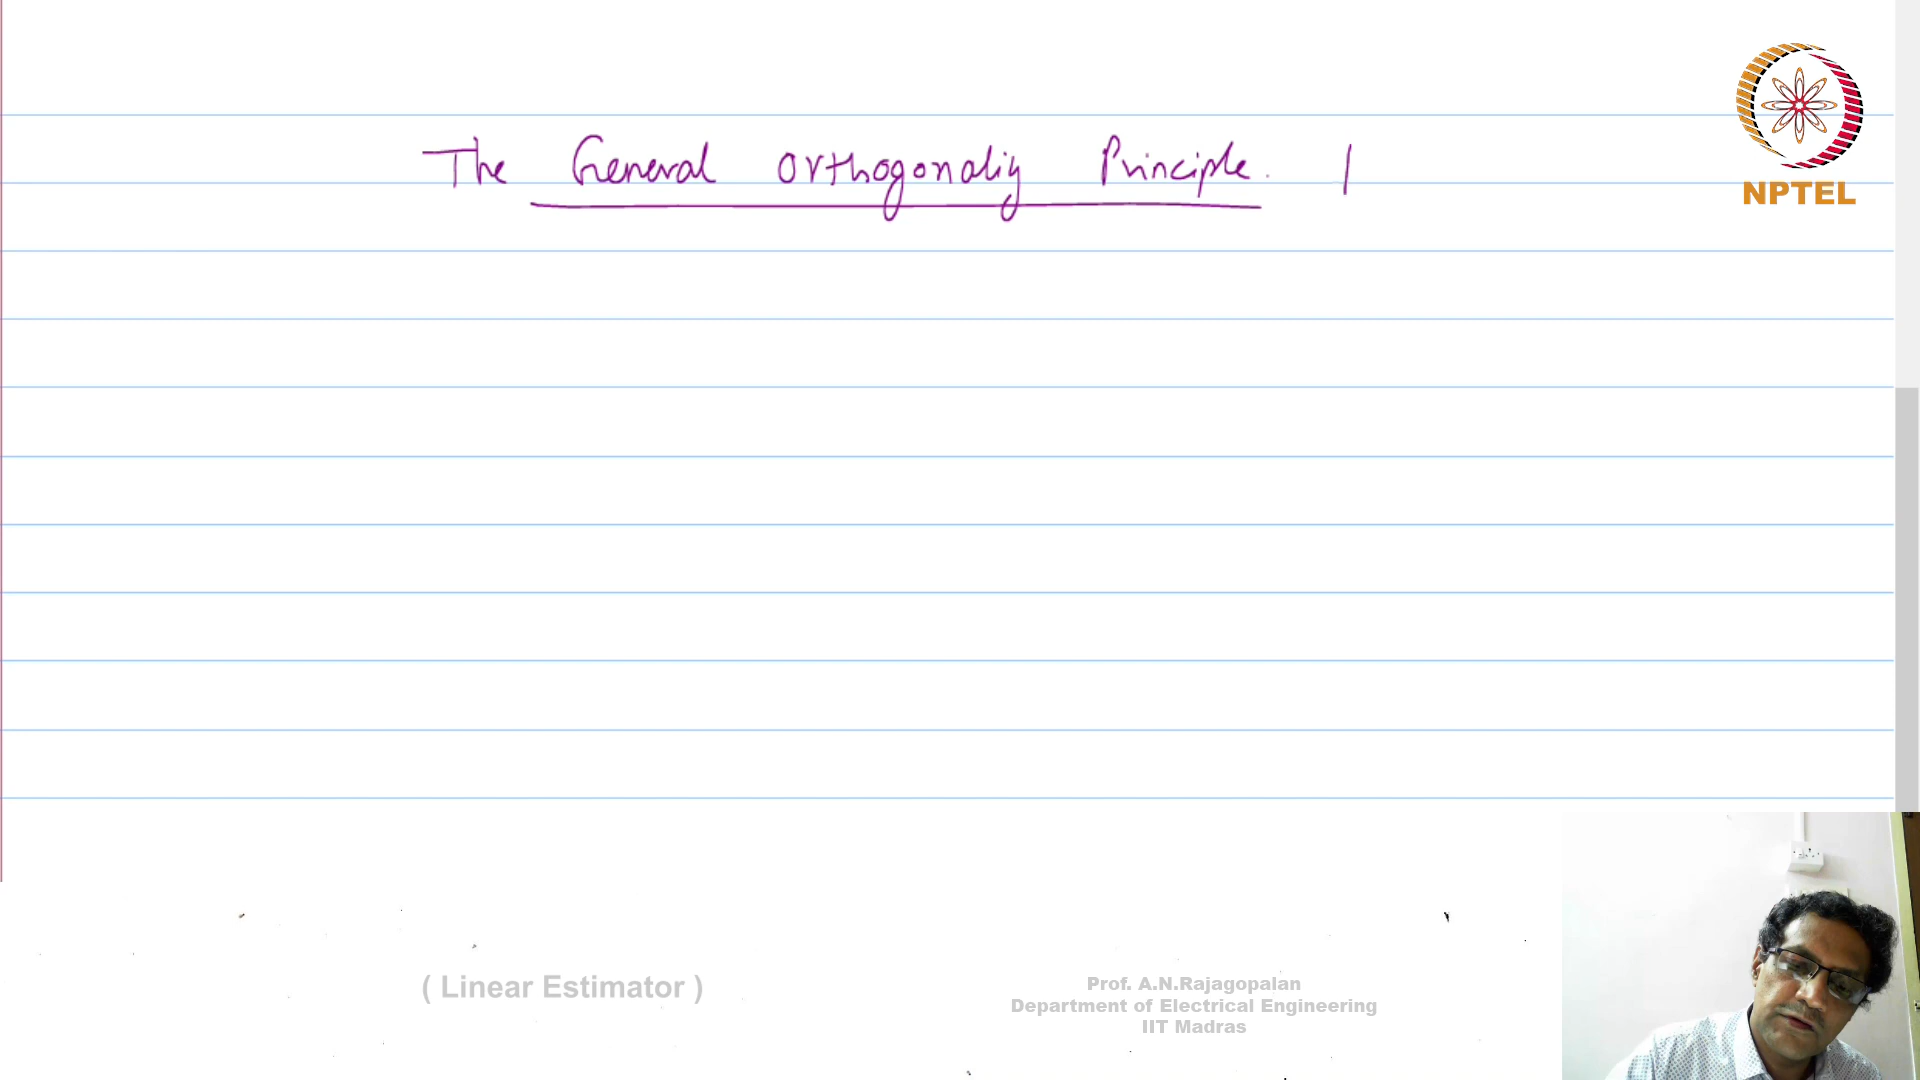 The General Orthogonaliy Principle. |
NPTEL
( Linear Estimator )
Prof. A.N.Rajagopalan
Department of Electrical Engineering
IIT Madras